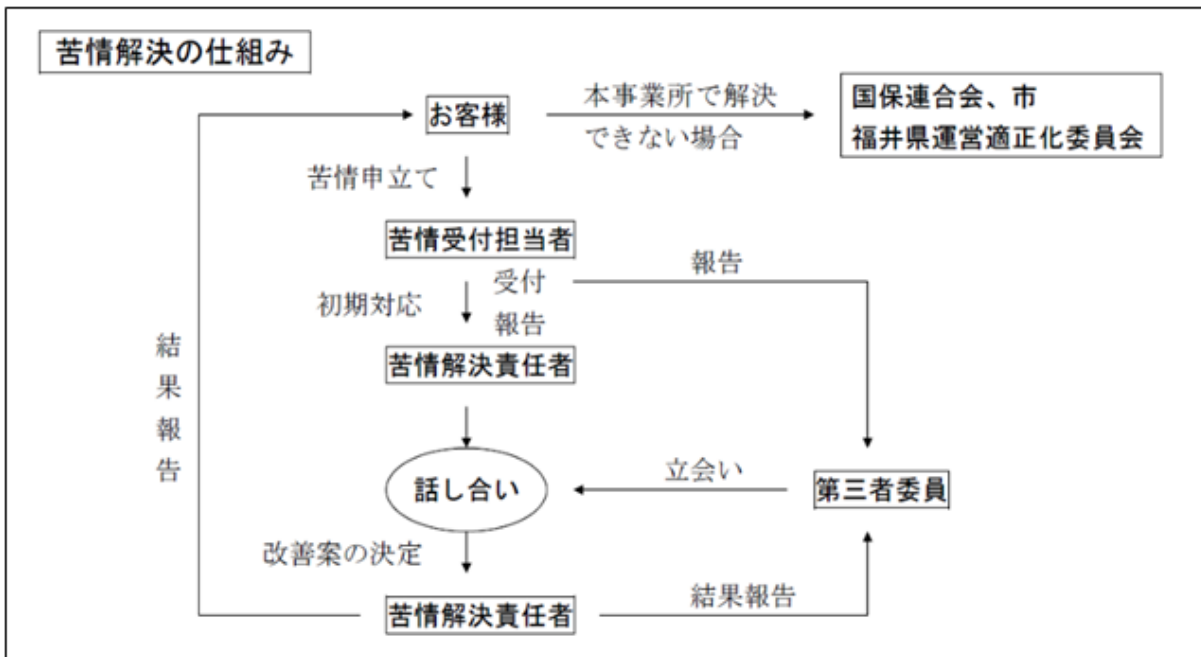 苦情解決の仕組み
お客様
本事業所で解決
できない場合
国保連合会、市
福井県運営適正化委員会
苦情申立て
苦情受付担当者
初期対応
受付
報告
報告
苦情解決責任者
結果報告
話し合い
立会い
第三者委員
改善案の決定
苦情解決責任者
結果報告